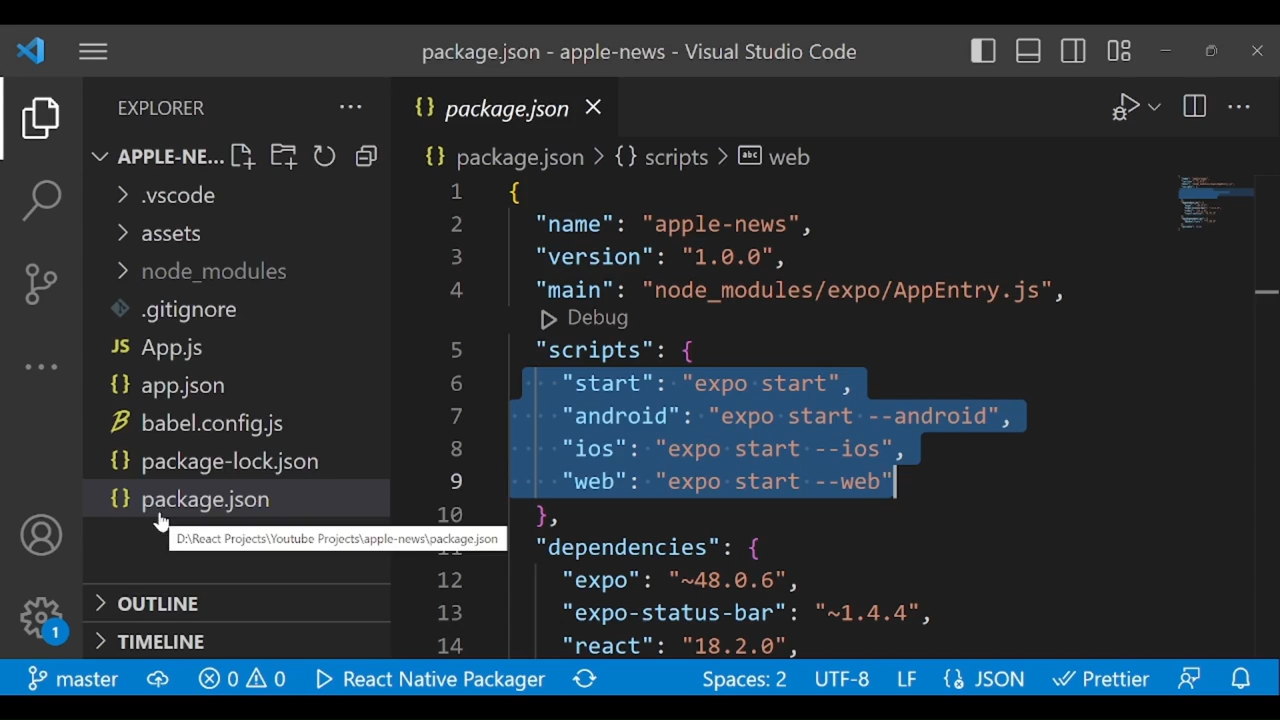 package.json - apple-news - Visual Studio Code
EXPLORER
APPLE-NE...
.vscode
assets
node_modules
.gitignore
JS App.js
{} app.json
babel.config.js
{} package-lock.json
{} package.json
D:\React Projects\Youtube Projects\apple-news\package.json
OUTLINE
TIMELINE
1
{} package.json
{} package.json > {} scripts > abc web
1 {
2 "name": "apple-news",
3 "version": "1.0.0",
4 "main": "node_modules/expo/AppEntry.js",
Debug
5 "scripts": {
6 "start": "expo start",
7 "android": "expo start --android",
8 "ios": "expo start --ios",
9 "web": "expo start --web"
10 },
11 "dependencies": {
12 "expo": "~48.0.6",
13 "expo-status-bar": "~1.4.4",
14 "react": "18.2.0",
master 0 0 React Native Packager Spaces: 2 UTF-8 LF JSON Prettier